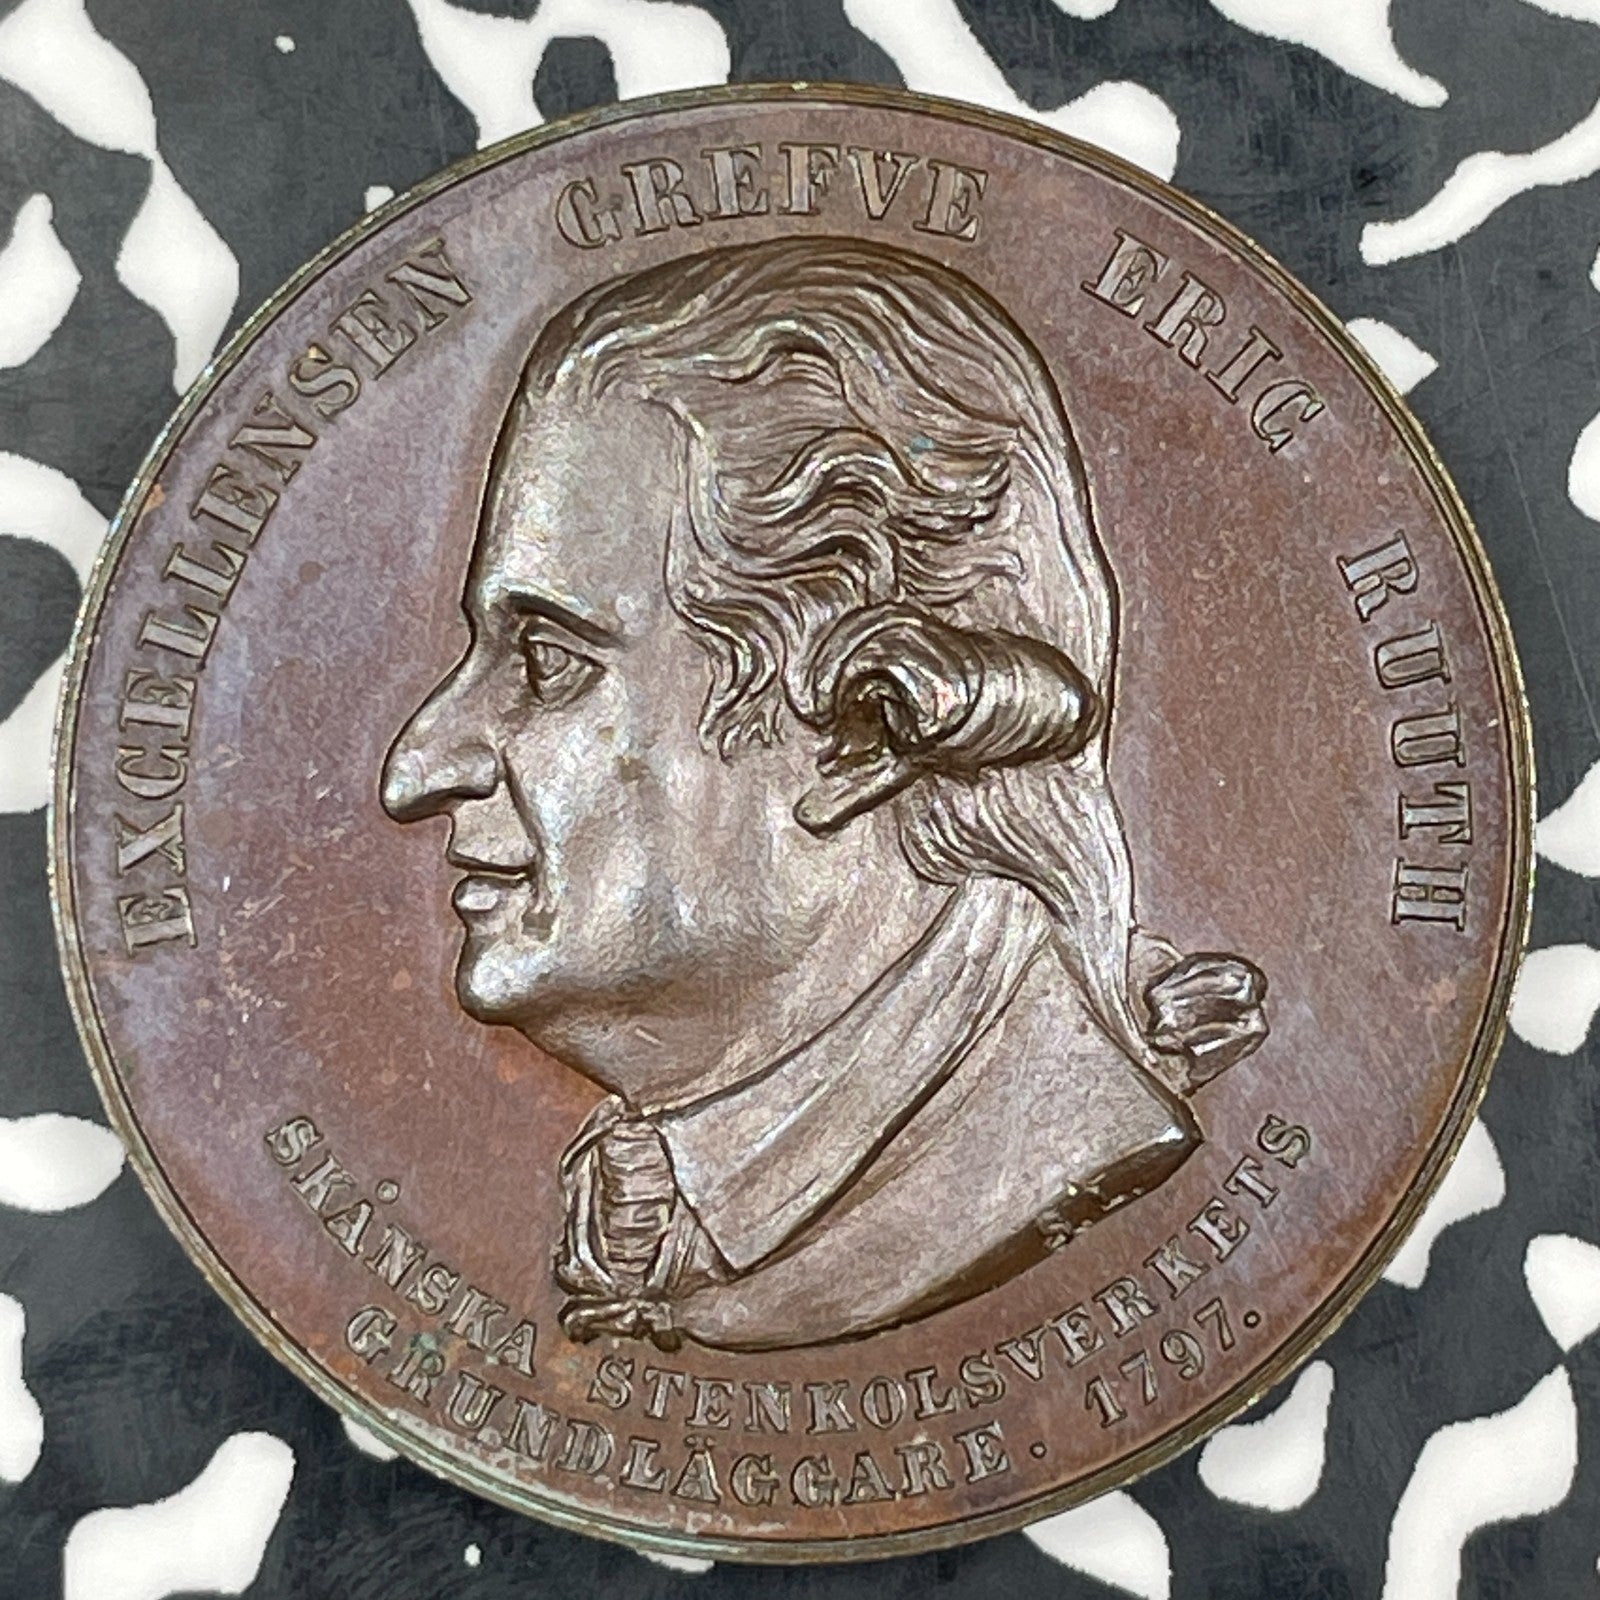 EXCELLENSEN GREFVE ERIC RUUTH
SKÅNSKA STENKOLSVERKETS
GRUNDLÄGGARE. 1797.
S.L.